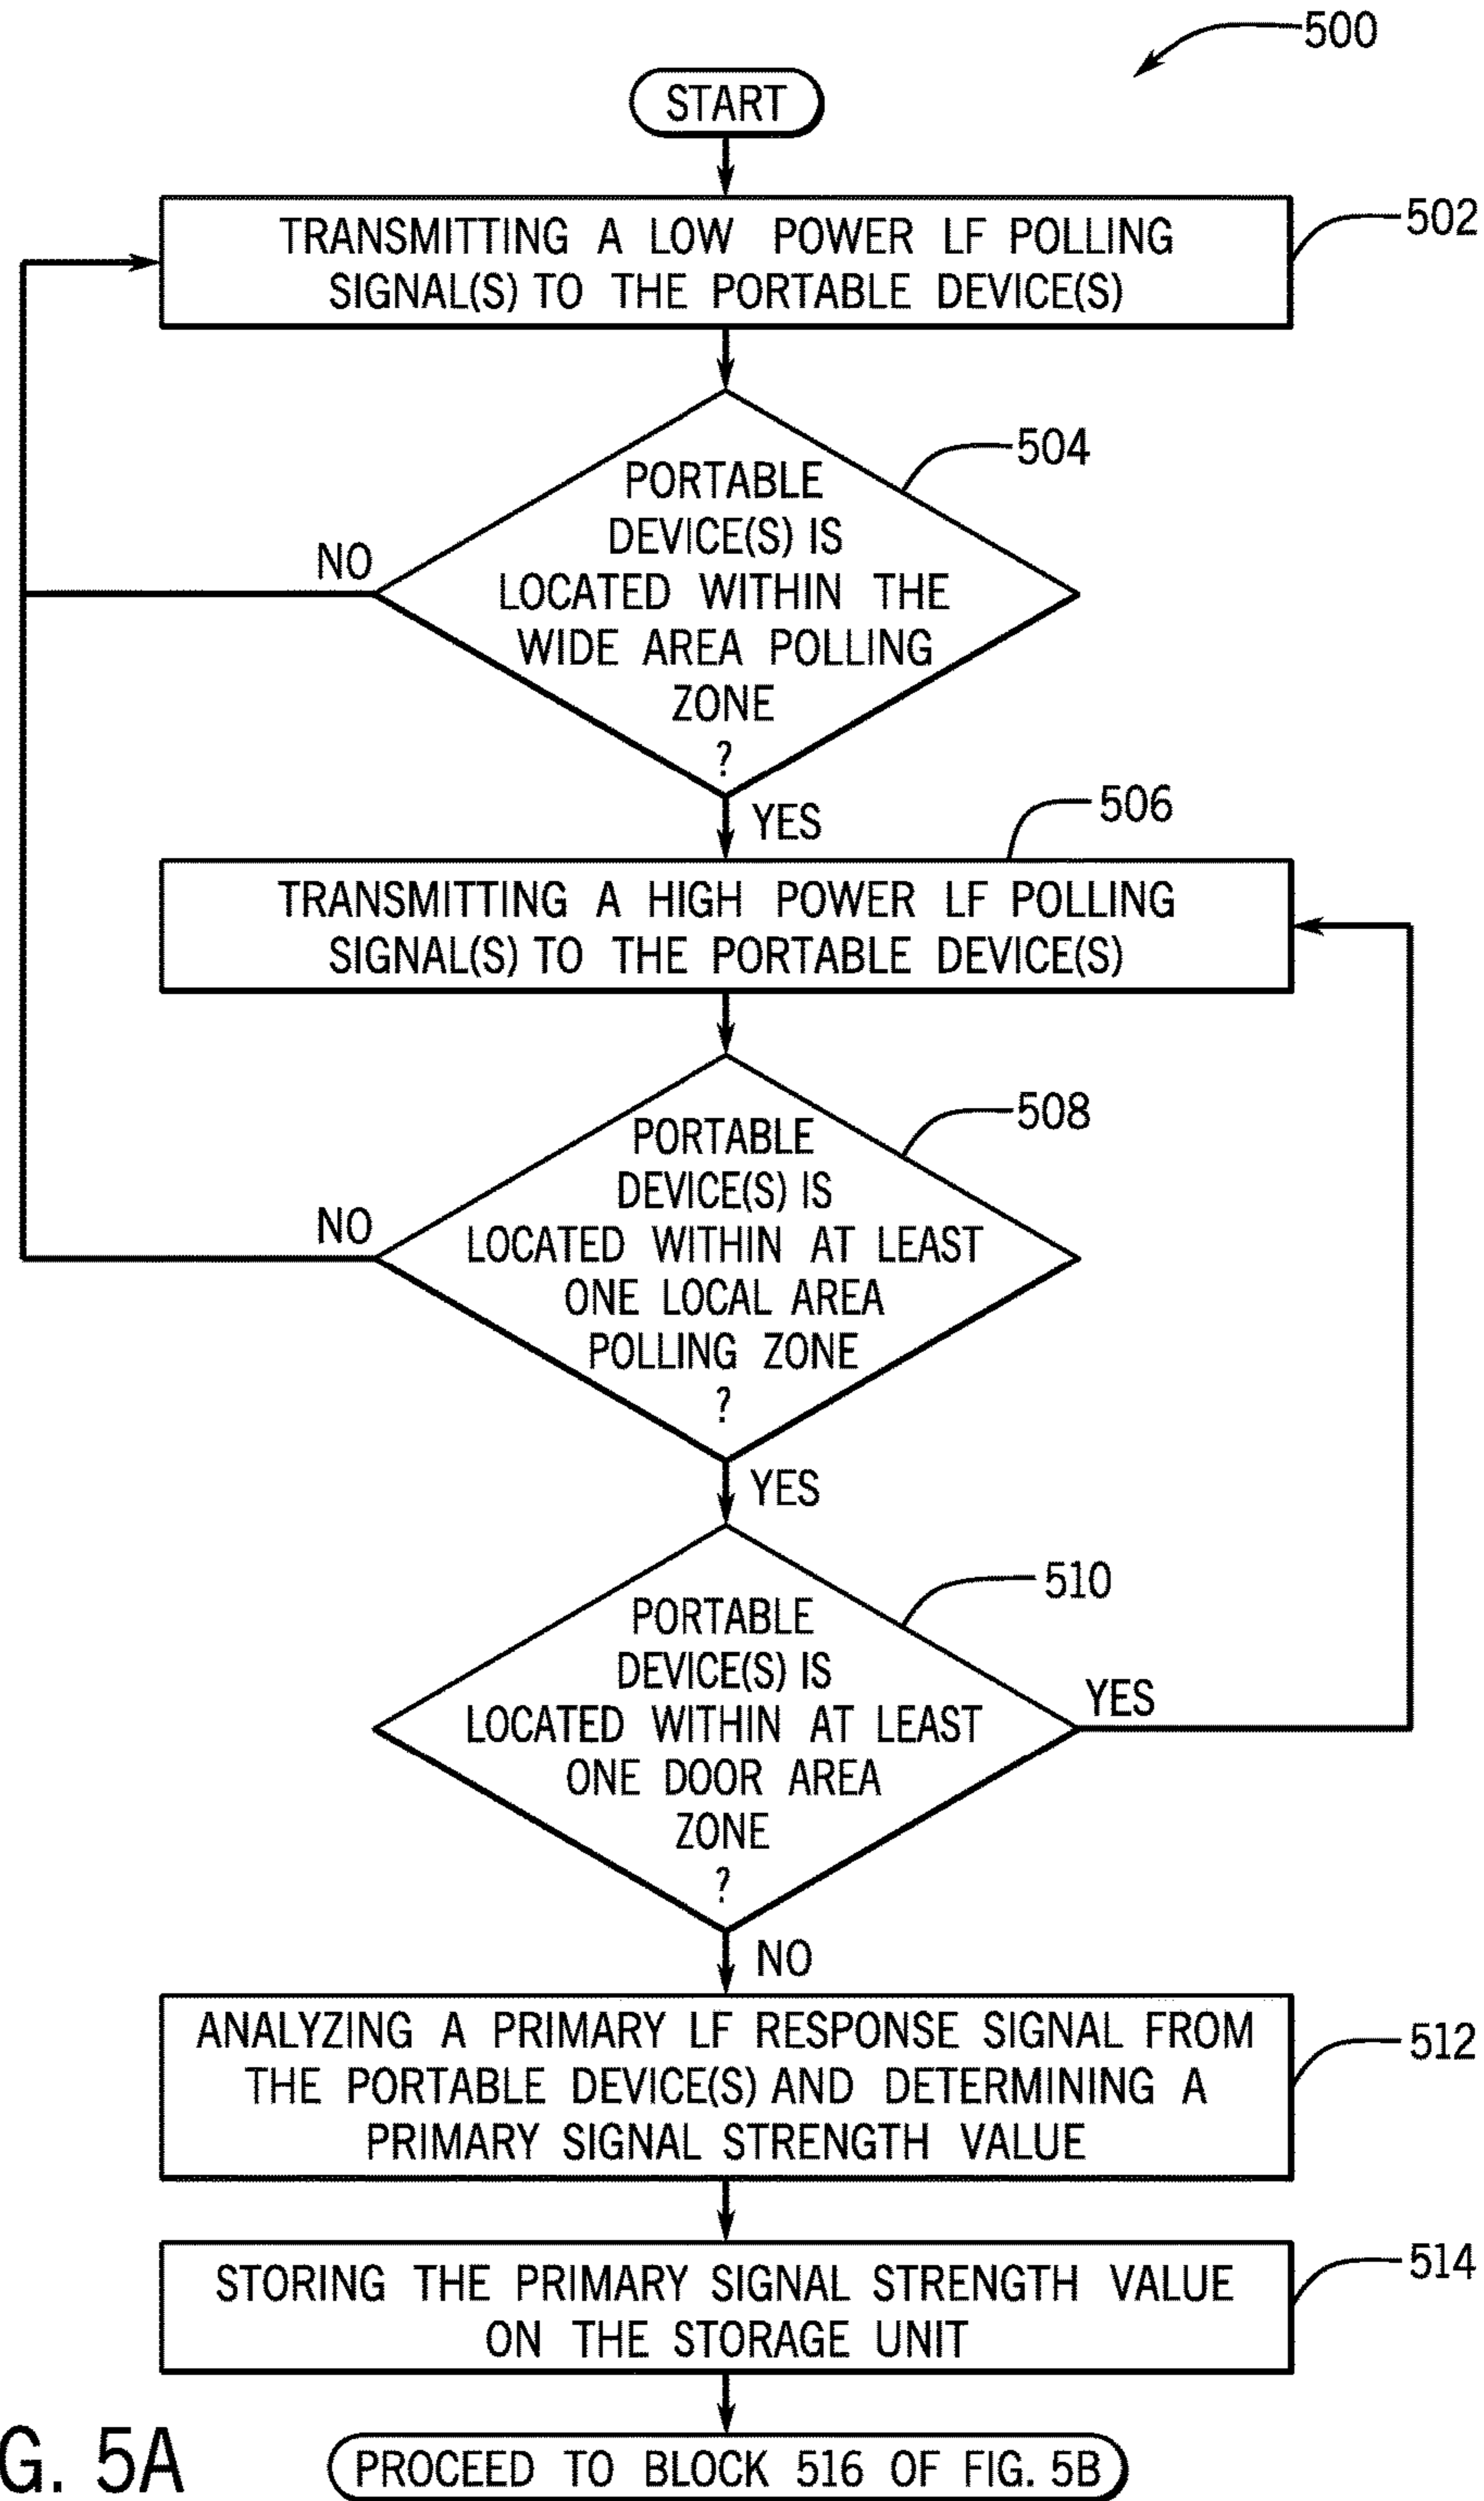 500
START
TRANSMITTING A LOW POWER LF POLLING
SIGNAL(S) TO THE PORTABLE DEVICE(S)
502
504
PORTABLE
DEVICE(S) IS
LOCATED WITHIN THE
WIDE AREA POLLING
ZONE
?
NO
YES
506
TRANSMITTING A HIGH POWER LF POLLING
SIGNAL(S) TO THE PORTABLE DEVICE(S)
508
PORTABLE
DEVICE(S) IS
LOCATED WITHIN AT LEAST
ONE LOCAL AREA
POLLING ZONE
?
NO
YES
510
PORTABLE
DEVICE(S) IS
LOCATED WITHIN AT LEAST
ONE DOOR AREA
ZONE
?
YES
NO
ANALYZING A PRIMARY LF RESPONSE SIGNAL FROM
THE PORTABLE DEVICE(S) AND DETERMINING A
PRIMARY SIGNAL STRENGTH VALUE
512
STORING THE PRIMARY SIGNAL STRENGTH VALUE
ON THE STORAGE UNIT
514
G. 5A
PROCEED TO BLOCK 516 OF FIG. 5B